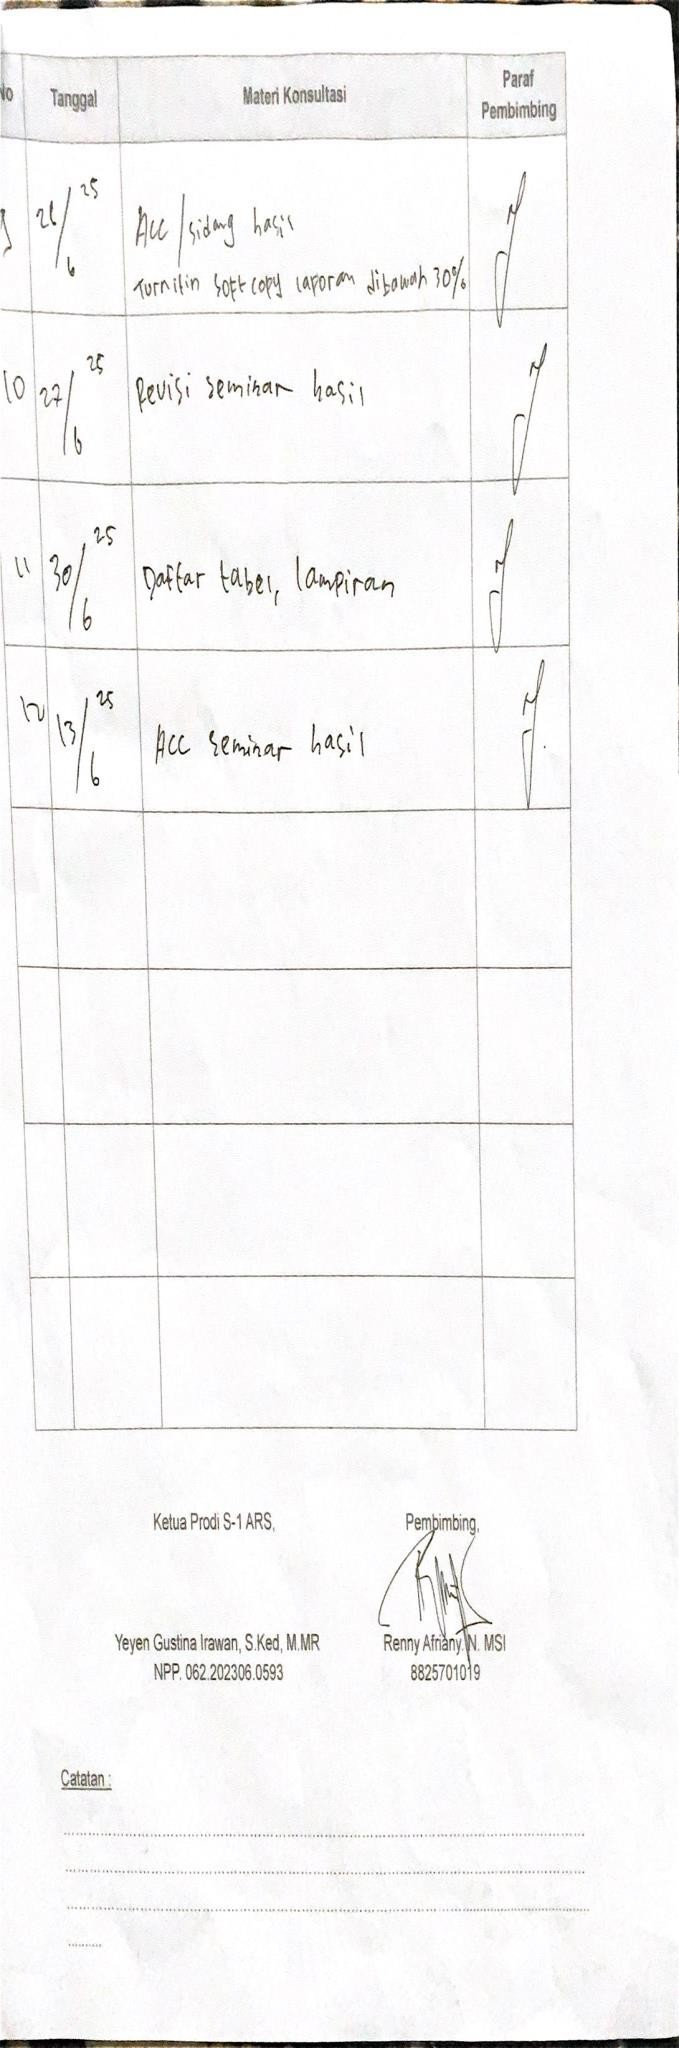 No Tanggal Materi Konsultasi Paraf Pembimbing
9 26/6 25 Acc / sidang hasil
Turnitin softcopy laporan dibawah 30%
10 27/6 25 Revisi seminar hasil
11 30/6 25 Daftar tabel, lampiran
12 13/6 25 Acc seminar hasil
Ketua Prodi S-1 ARS, Pembimbing,
Yeyen Gustina Irawan, S.Ked, M.MR Renny Afriany. N. MSI
NPP. 062.202306.0593 8825701019
Catatan :